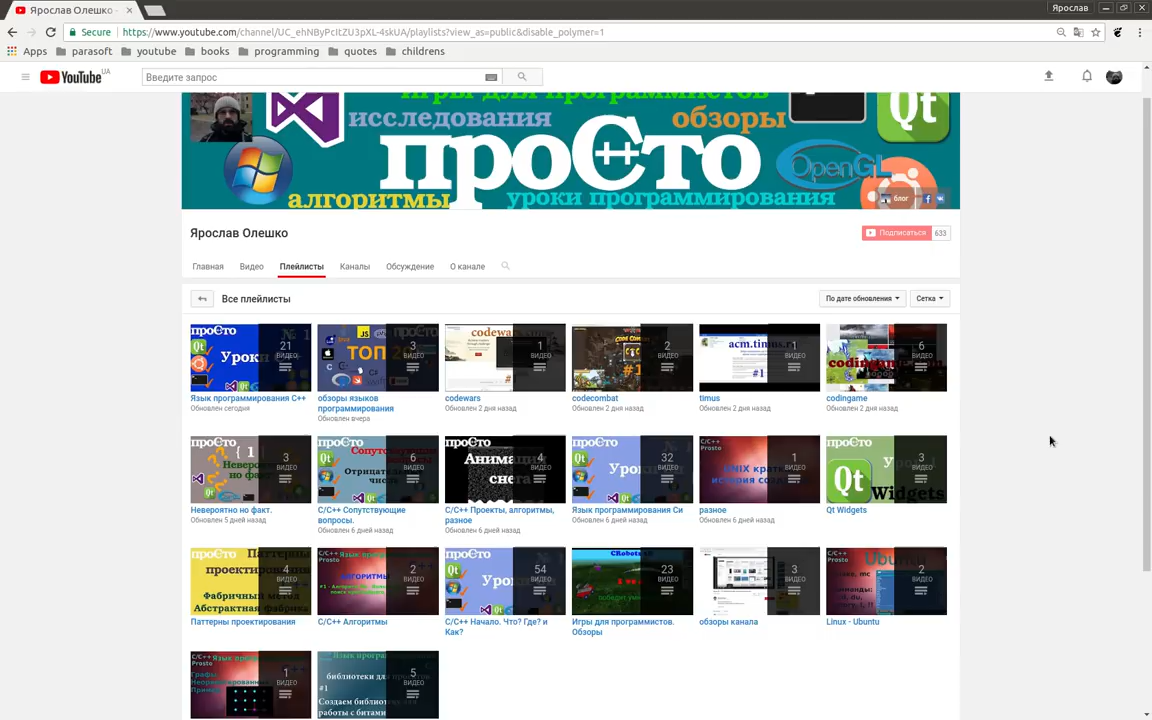 Ярослав Олешко -
Ярослав
Secure
https://www.youtube.com/channel/UC_ehNByPcItZU3pXL-4skUA/playlists?view_as=public&disable_polymer=1
Apps parasoft youtube books programming quotes childrens
YouTube UA
Введите запрос
игры для программистов
исследования обзоры
Qt
проСто
OpenGL
алгоритмы уроки программирования
блог
Ярослав Олешко
Подписаться 633
Главная Видео Плейлисты Каналы Обсуждение О канале
Все плейлисты
По дате обновления Сетка
21 ВИДЕО
3 ВИДЕО
1 ВИДЕО
2 ВИДЕО
1 ВИДЕО
6 ВИДЕО
Язык программирования C++
Обновлен сегодня
обзоры языков программирования
Обновлен вчера
codewars
Обновлен 2 дня назад
codecombat
Обновлен 2 дня назад
timus
Обновлен 2 дня назад
codingame
Обновлен 2 дня назад
3 ВИДЕО
6 ВИДЕО
4 ВИДЕО
32 ВИДЕО
1 ВИДЕО
3 ВИДЕО
Невероятно но факт.
Обновлен 5 дней назад
C/C++ Сопутствующие вопросы.
Обновлен 6 дней назад
C/C++ Проекты, алгоритмы, разное
Обновлен 6 дней назад
Язык программирования Си
Обновлен 6 дней назад
разное
Обновлен 6 дней назад
Qt Widgets
4 ВИДЕО
2 ВИДЕО
54 ВИДЕО
23 ВИДЕО
3 ВИДЕО
2 ВИДЕО
Паттерны проектирования
C/C++ Алгоритмы
C/C++ Начало. Что? Где? и Как?
Игры для программистов. Обзоры
обзоры канала
Linux - Ubuntu
1 ВИДЕО
5 ВИДЕО